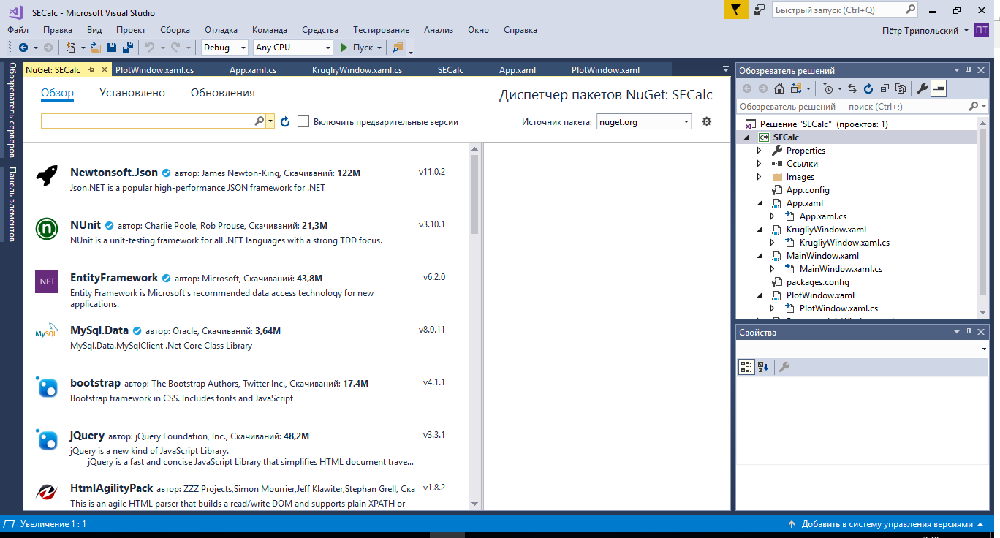 SECalc - Microsoft Visual Studio
Быстрый запуск (Ctrl+Q)
Файл Правка Вид Проект Сборка Отладка Команда Средства Тестирование Анализ Окно Справка
Пётр Трипольский ПТ
Debug Any CPU Пуск
Обозреватель серверов
Панель элементов
NuGet: SECalc PlotWindow.xaml.cs App.xaml.cs KrugliyWindow.xaml.cs SECalc App.xaml PlotWindow.xaml
Обзор Установлено Обновления
Диспетчер пакетов NuGet: SECalc
Включить предварительные версии
Источник пакета: nuget.org
Newtonsoft.Json автор: James Newton-King, Скачиваний: 122M v11.0.2
Json.NET is a popular high-performance JSON framework for .NET
n
NUnit автор: Charlie Poole, Rob Prouse, Скачиваний: 21,3M v3.10.1
NUnit is a unit-testing framework for all .NET languages with a strong TDD focus.
.NET
EntityFramework автор: Microsoft, Скачиваний: 43,8M v6.2.0
Entity Framework is Microsoft's recommended data access technology for new
applications.
MySQL
MySql.Data автор: Oracle, Скачиваний: 3,64M v8.0.11
MySql.Data.MySqlClient .Net Core Class Library
bootstrap автор: The Bootstrap Authors, Twitter Inc., Скачиваний: 17,4M v4.1.1
Bootstrap framework in CSS. Includes fonts and JavaScript
jQuery автор: jQuery Foundation, Inc., Скачиваний: 48,2M v3.3.1
jQuery is a new kind of JavaScript Library.
jQuery is a fast and concise JavaScript Library that simplifies HTML document trave...
HtmlAgilityPack автор: ZZZ Projects,Simon Mourrier,Jeff Klawiter,Stephan Grell, Ска v1.8.2
This is an agile HTML parser that builds a read/write DOM and supports plain XPATH or
Обозреватель решений
Обозреватель решений — поиск (Ctrl+;)
Решение "SECalc" (проектов: 1)
C# SECalc
Properties
Ссылки
Images
App.config
App.xaml
App.xaml.cs
KrugliyWindow.xaml
KrugliyWindow.xaml.cs
MainWindow.xaml
MainWindow.xaml.cs
packages.config
PlotWindow.xaml
PlotWindow.xaml.cs
Свойства
Увеличение 1 : 1
Добавить в систему управления версиями